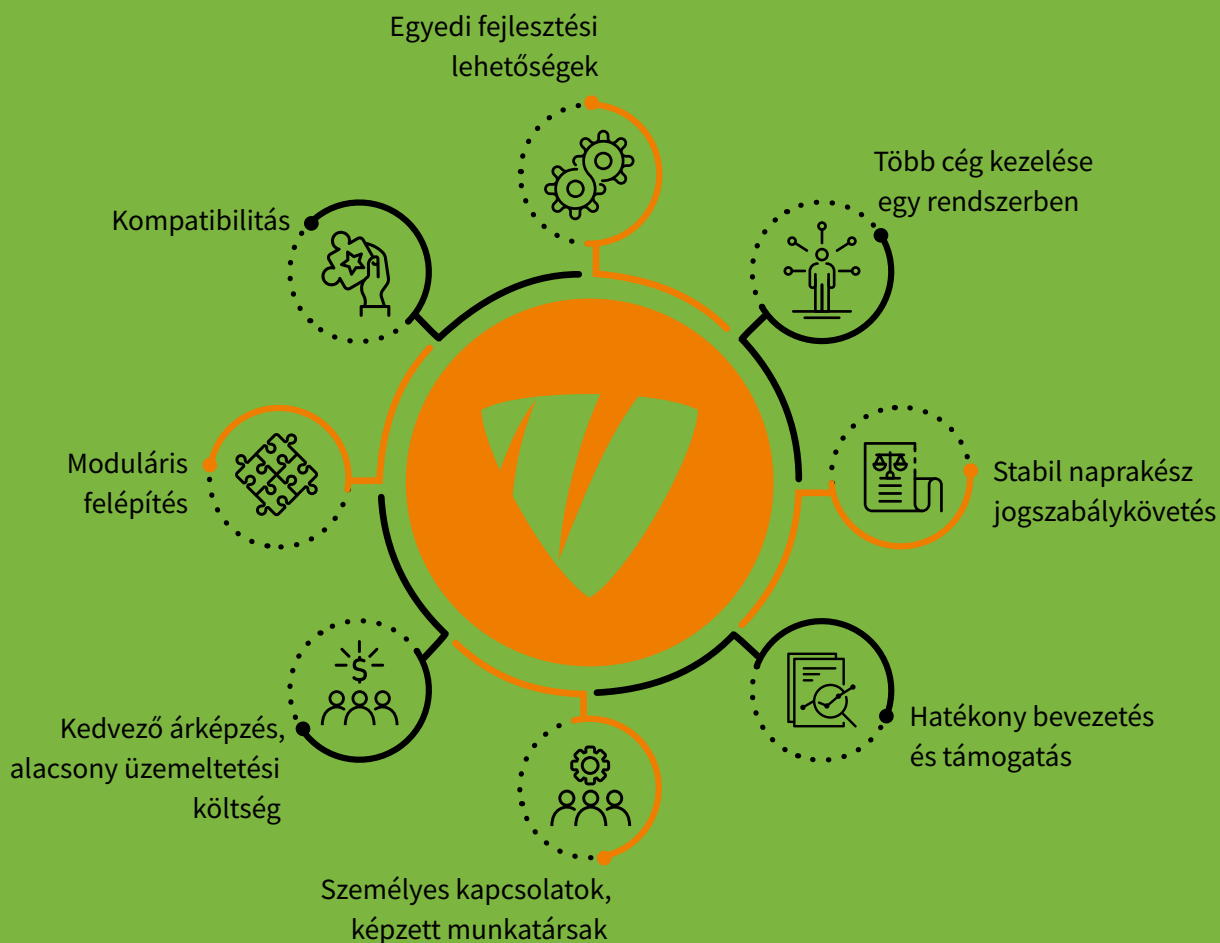 Egyedi fejlesztési
lehetőségek
Több cég kezelése
egy rendszerben
Kompatibilitás
Moduláris
felépítés
Stabil naprakész
jogszabálykövetés
Kedvező árképzés,
alacsony üzemeltetési
költség
Hatékony bevezetés
és támogatás
Személyes kapcsolatok,
képzett munkatársak